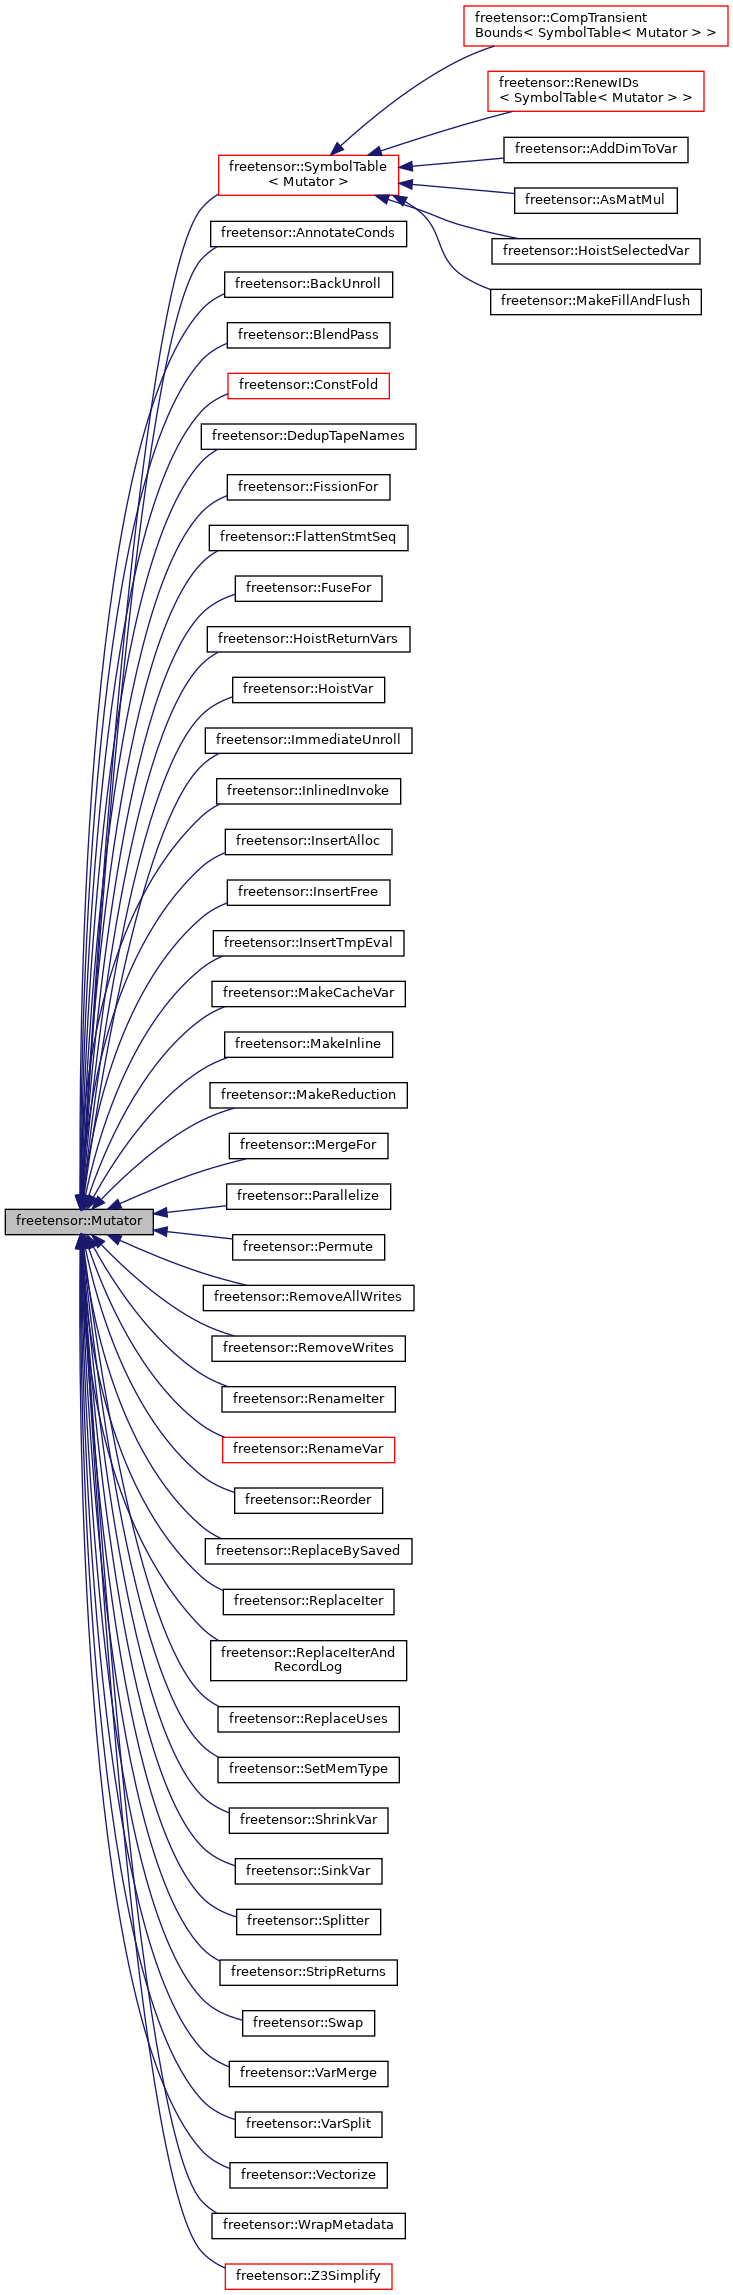 freetensor::CompTransient
Bounds< SymbolTable< Mutator > >
freetensor::RenewIDs
< SymbolTable< Mutator > >
freetensor::AddDimToVar
freetensor::SymbolTable
< Mutator >
freetensor::AsMatMul
freetensor::AnnotateConds
freetensor::HoistSelectedVar
freetensor::BackUnroll
freetensor::MakeFillAndFlush
freetensor::BlendPass
freetensor::ConstFold
freetensor::DedupTapeNames
freetensor::FissionFor
freetensor::FlattenStmtSeq
freetensor::FuseFor
freetensor::HoistReturnVars
freetensor::HoistVar
freetensor::ImmediateUnroll
freetensor::InlinedInvoke
freetensor::InsertAlloc
freetensor::InsertFree
freetensor::InsertTmpEval
freetensor::MakeCacheVar
freetensor::MakeInline
freetensor::MakeReduction
freetensor::MergeFor
freetensor::Parallelize
freetensor::Mutator
freetensor::Permute
freetensor::RemoveAllWrites
freetensor::RemoveWrites
freetensor::RenameIter
freetensor::RenameVar
freetensor::Reorder
freetensor::ReplaceBySaved
freetensor::ReplaceIter
freetensor::ReplaceIterAnd
RecordLog
freetensor::ReplaceUses
freetensor::SetMemType
freetensor::ShrinkVar
freetensor::SinkVar
freetensor::Splitter
freetensor::StripReturns
freetensor::Swap
freetensor::VarMerge
freetensor::VarSplit
freetensor::Vectorize
freetensor::WrapMetadata
freetensor::Z3Simplify